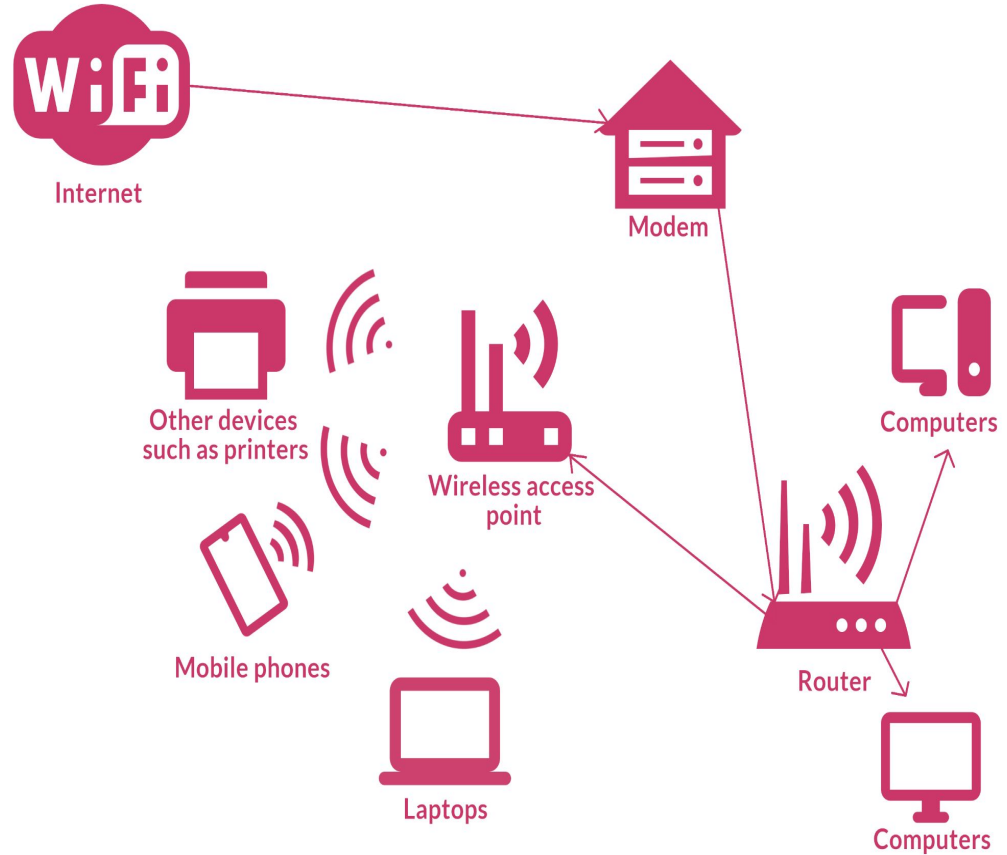 WiFi
Internet
Modem
Other devices
such as printers
Wireless access
point
Computers
Mobile phones
Router
Laptops
Computers